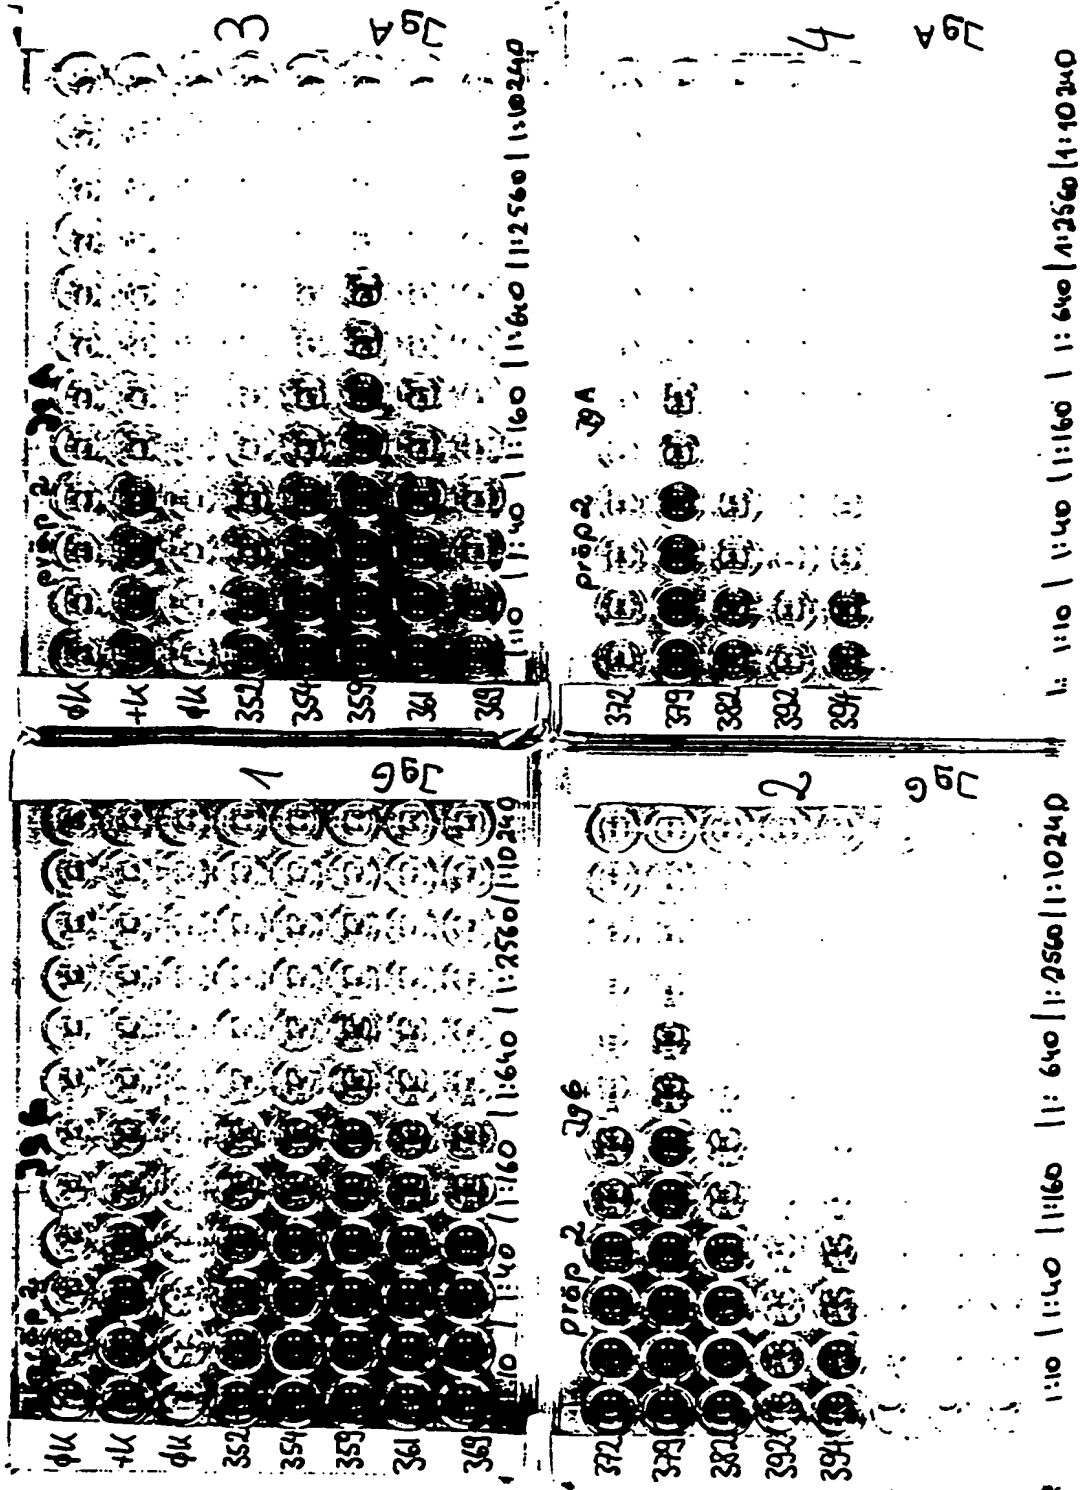 3 IgA
präp 2 IgA
ϕK
+K
ϕK
352
354
359
361
369
1:10 | 1:40 | 1:160 | 1:640 | 1:2560 | 1:10240
4 IgA
präp 2 IgA
372
379
382
392
394
1: 1:10 | 1:40 | 1:160 | 1:640 | 1:2560 | 1:10240
1 IgG
präp 2 IgG
ϕK
+K
ϕK
352
354
359
361
369
1:10 | 1:40 | 1:160 | 1:640 | 1:2560 | 1:10240
2 IgG
präp 2 IgG
372
379
382
392
394
1:10 | 1:40 | 1:160 | 1:640 | 1:2560 | 1:10240